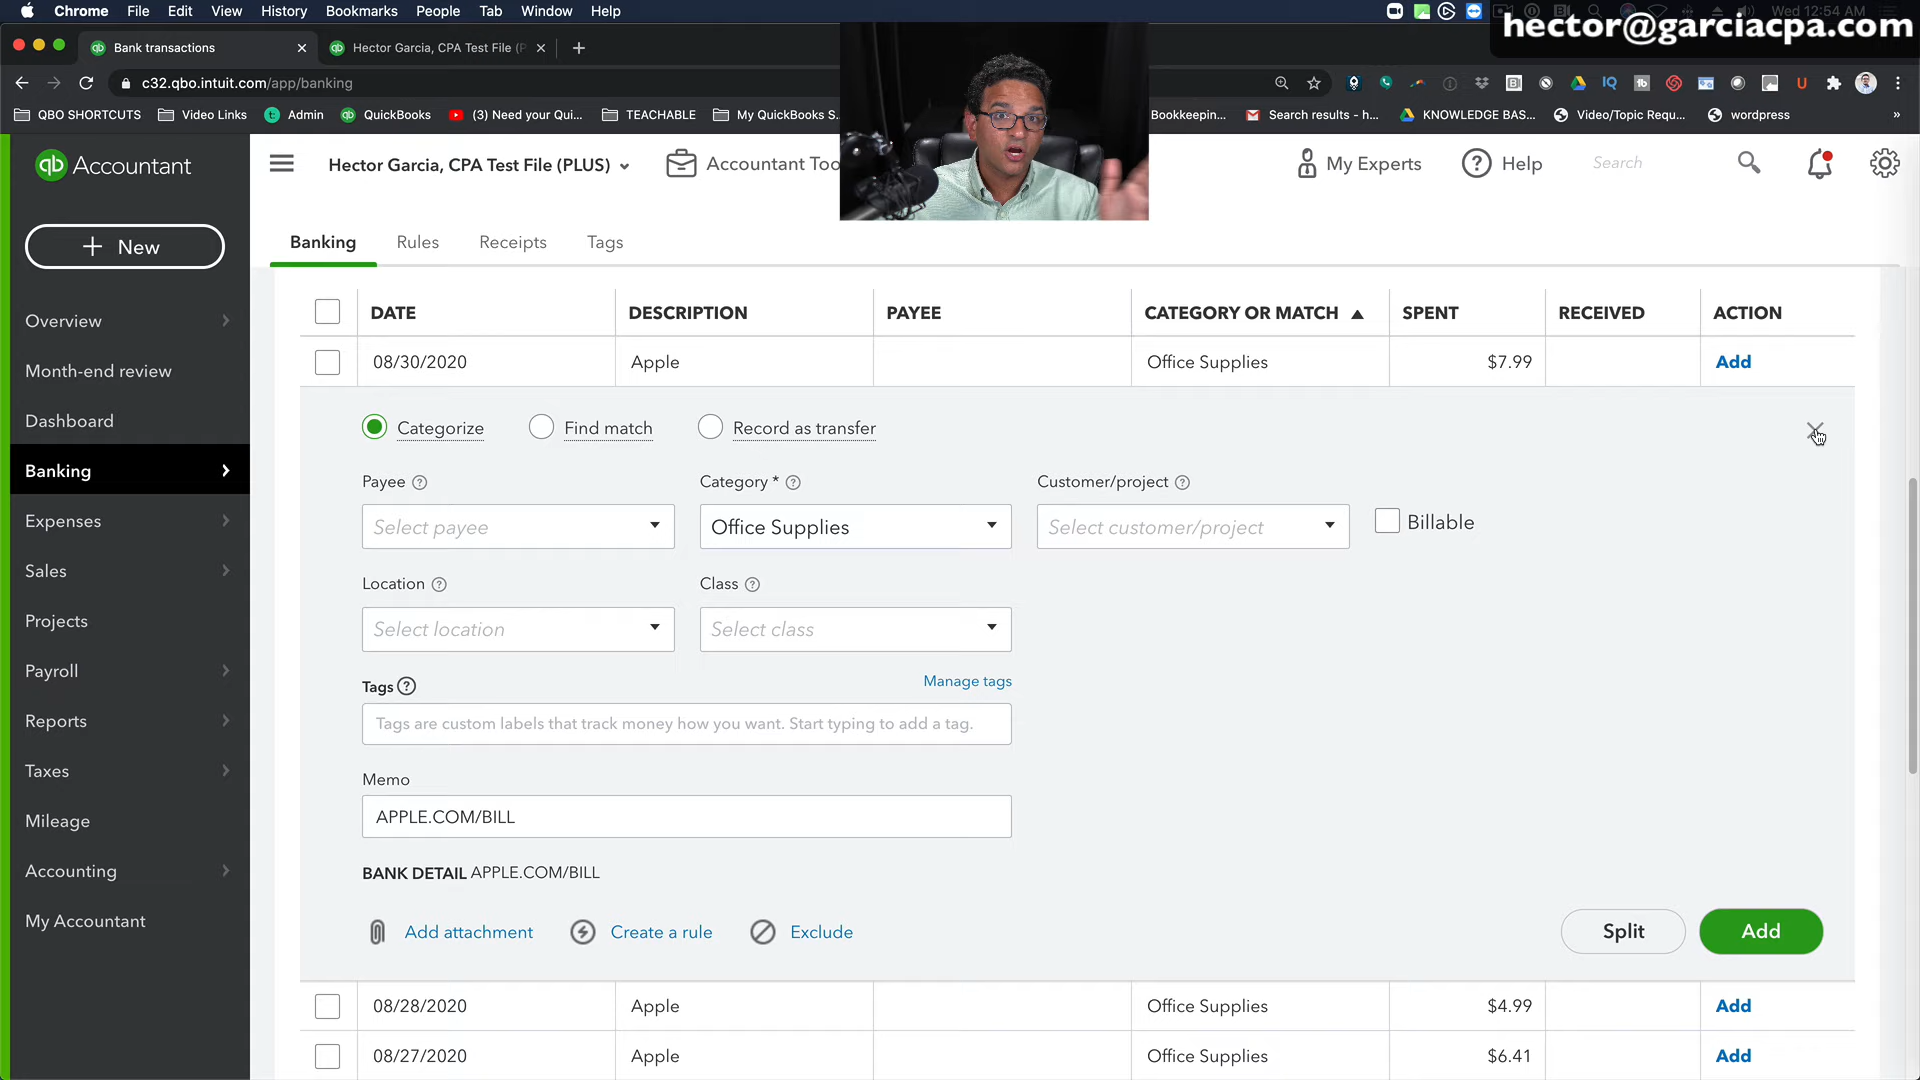 Chrome File Edit View History Bookmarks People Tab Window Help
Wed 12:54 AM
hector@garciacpa.com
Bank transactions
Hector Garcia, CPA Test File (P
c32.qbo.intuit.com/app/banking
QBO SHORTCUTS Video Links Admin QuickBooks (3) Need your Qui... TEACHABLE My QuickBooks S... Bookkeepin... Search results - h... KNOWLEDGE BAS... Video/Topic Requ... wordpress »
qb Accountant
Hector Garcia, CPA Test File (PLUS)
Accountant Too
My Experts
Help
Search
+ New
Banking Rules Receipts Tags
Overview
Month-end review
Dashboard
Banking
Expenses
Sales
Projects
Payroll
Reports
Taxes
Mileage
Accounting
My Accountant
DATE DESCRIPTION PAYEE CATEGORY OR MATCH SPENT RECEIVED ACTION
08/30/2020 Apple Office Supplies $7.99 Add
Categorize Find match Record as transfer
Payee Category * Customer/project
Select payee Office Supplies Select customer/project Billable
Location Class
Select location Select class
Tags Manage tags
Tags are custom labels that track money how you want. Start typing to add a tag.
Memo
APPLE.COM/BILL
BANK DETAIL APPLE.COM/BILL
Add attachment Create a rule Exclude Split Add
08/28/2020 Apple Office Supplies $4.99 Add
08/27/2020 Apple Office Supplies $6.41 Add